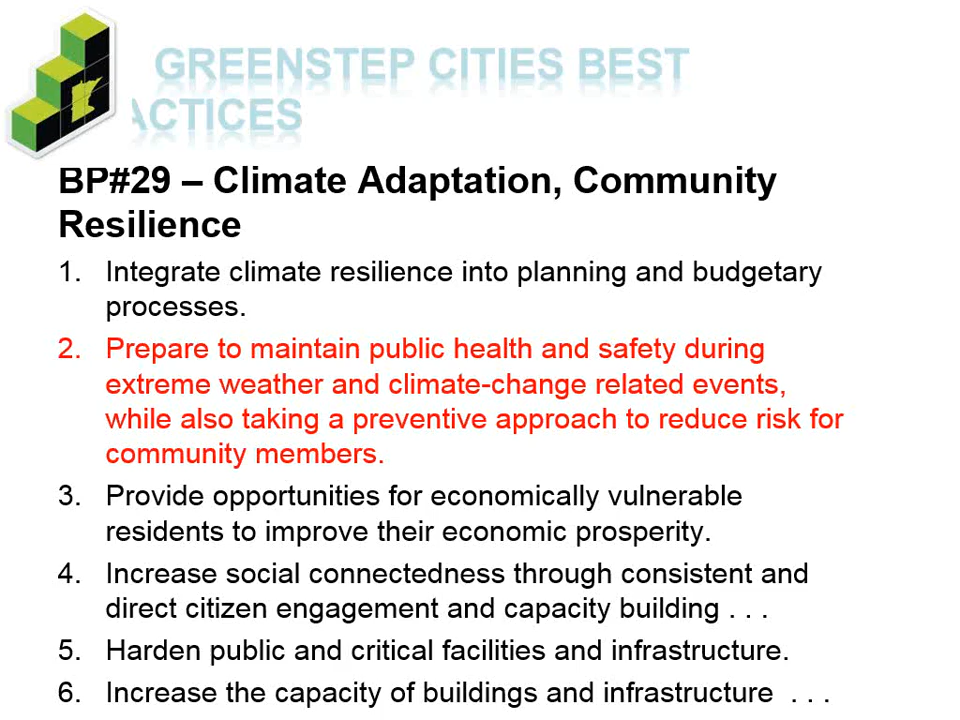 GREENSTEP CITIES BEST
ACTICES
BP#29 – Climate Adaptation, Community
Resilience
1. Integrate climate resilience into planning and budgetary
processes.
2. Prepare to maintain public health and safety during
extreme weather and climate-change related events,
while also taking a preventive approach to reduce risk for
community members.
3. Provide opportunities for economically vulnerable
residents to improve their economic prosperity.
4. Increase social connectedness through consistent and
direct citizen engagement and capacity building . . .
5. Harden public and critical facilities and infrastructure.
6. Increase the capacity of buildings and infrastructure . . .